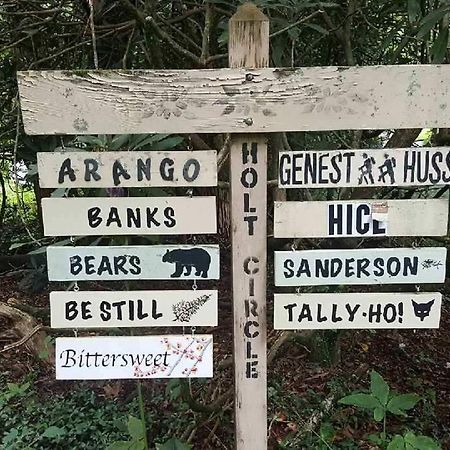 ARANGO
BANKS
BEARS
BE STILL
Bittersweet
HOLT CIRCLE
GENEST HUSS
HICE
SANDERSON
TALLY·HO!